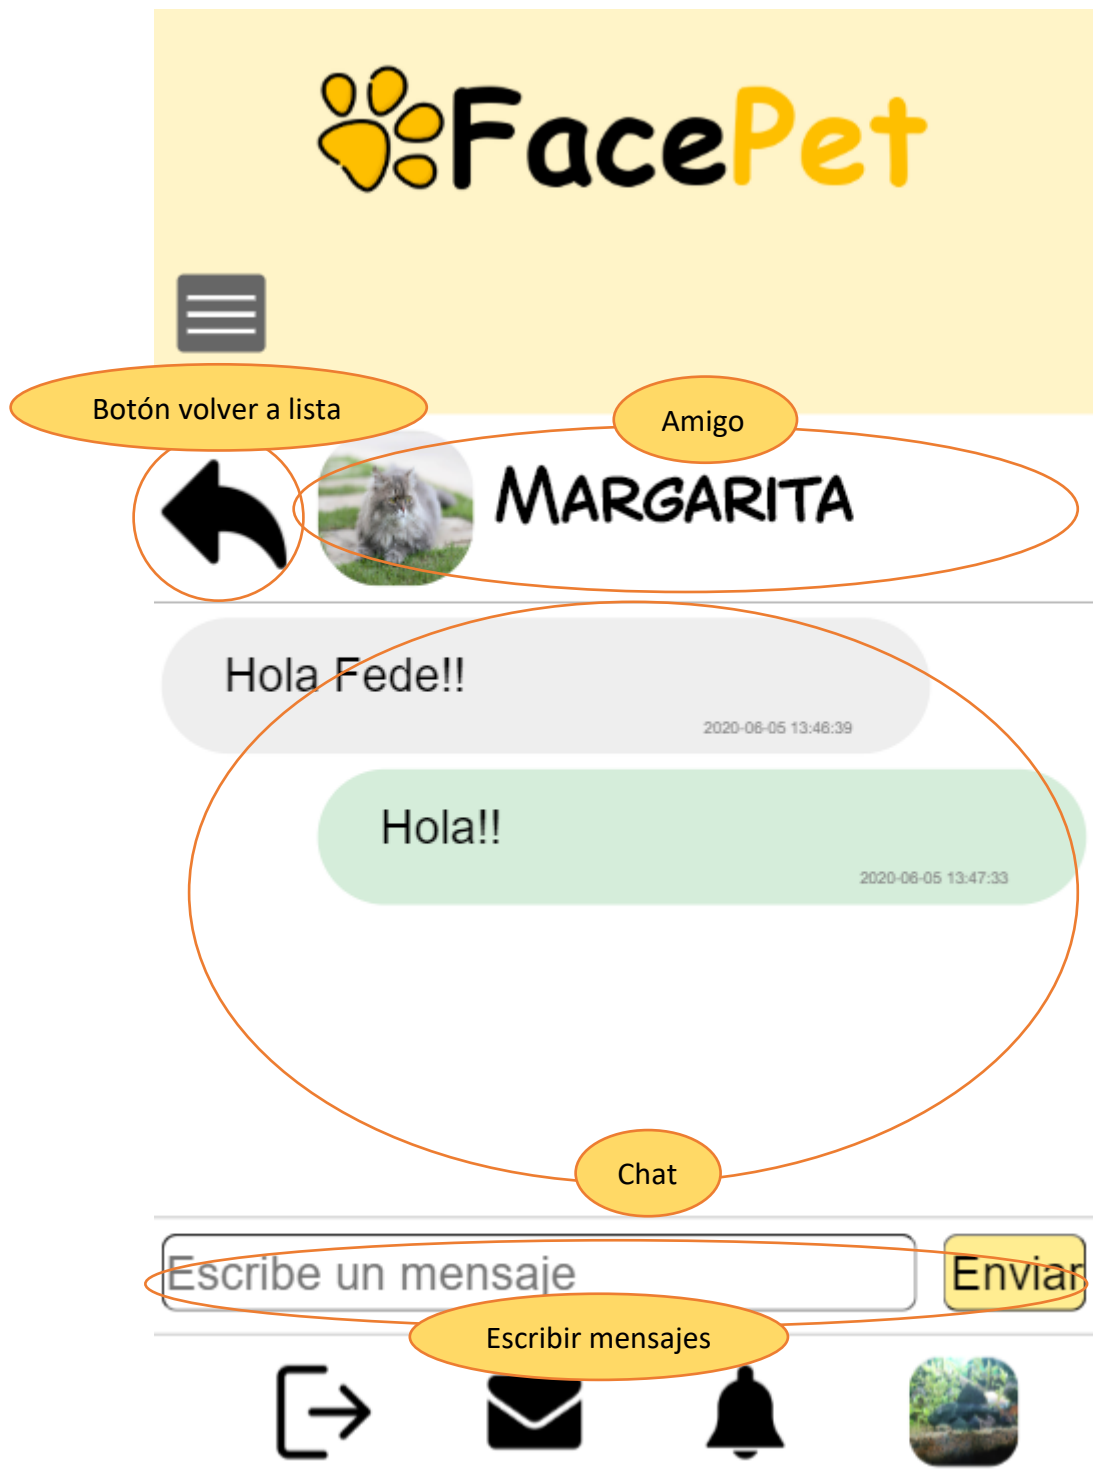 FacePet
Botón volver a lista
Amigo
MARGARITA
Hola Fede!!
2020-06-05 13:46:39
Hola!!
2020-06-05 13:47:33
Chat
Escribe un mensaje
Enviar
Escribir mensajes